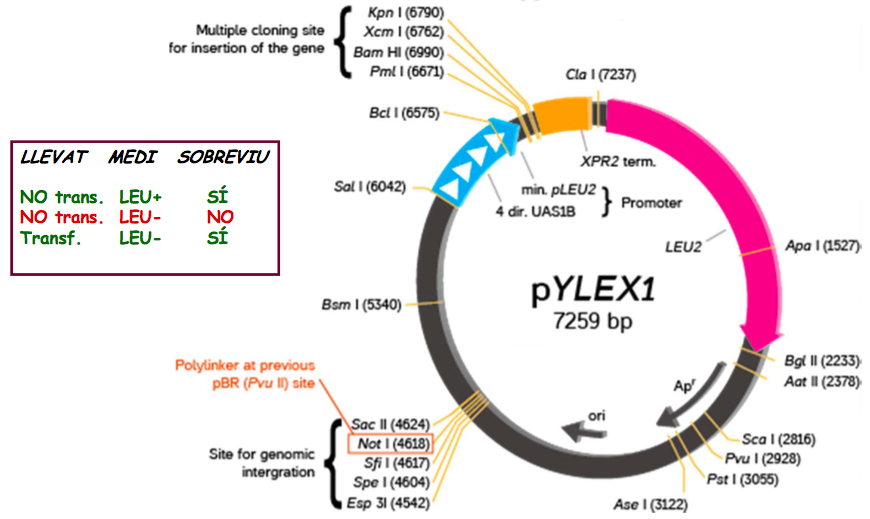 Multiple cloning site
for insertion of the gene
Kpn I (6790)
Xcm I (6762)
Bam HI (6990)
Pml I (6671)
Bcl I (6575)
Cla I (7237)
LLEVAT MEDI SOBREVIU
NO trans. LEU+ SÍ
NO trans. LEU- NO
Transf. LEU- SÍ
Sal I (6042)
XPR2 term.
min. pLEU2
4 dir. UAS1B
} Promoter
LEU2
Apa I (1527)
Bsm I (5340)
pYLEX1
7259 bp
Polylinker at previous
pBR (Pvu II) site
Bgl II (2233)
Aat II (2378)
Apr
ori
Sac II (4624)
Not I (4618)
Sfi I (4617)
Spe I (4604)
Esp 3I (4542)
Site for genomic
intergration
Sca I (2816)
Pvu I (2928)
Pst I (3055)
Ase I (3122)